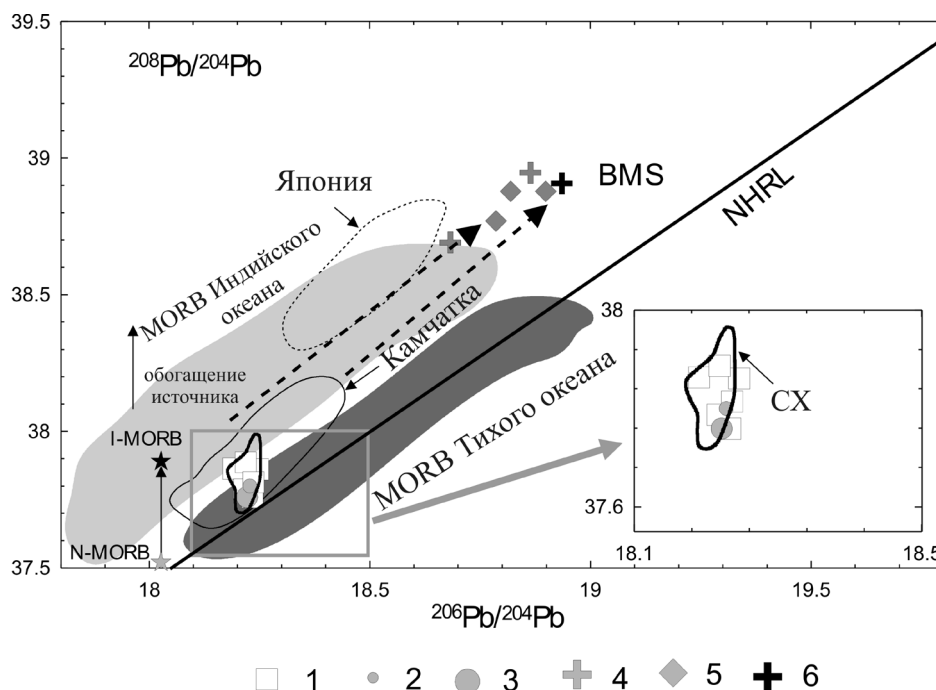 39.5
²⁰⁸Pb/²⁰⁴Pb
39
Япония
BMS
NHRL
MORB Индийского
океана
38.5
Камчатка
обогащение
источника
38
I-MORB
MORB Тихого океана
N-MORB
37.5
38
СХ
37.6
18.1
18.5
18
18.5
19
19.5
²⁰⁶Pb/²⁰⁴Pb
1
2
3
4
5
6